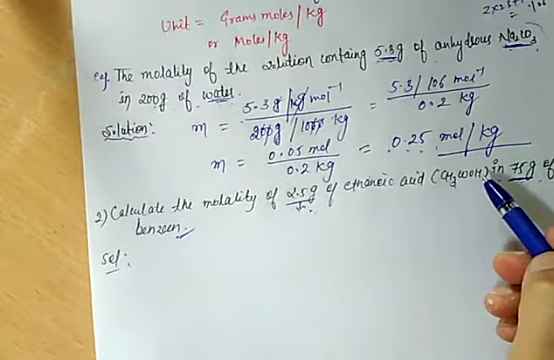 Unit = Grams moles/kg
or Moles/kg
eg. The molality of the solution containg 5.3g of anhydrous Na2CO3
in 200g of water.
Solution: m = 5.3 g / mol⁻¹ / 200g / 1000 kg = 5.3/106 mol⁻¹ / 0.2 kg
m = 0.05 mol / 0.2 kg = 0.25 mol/kg
2) Calculate the molality of 2.5g of ethanoic acid (CH3COOH) in 75g of
benzeen.
Sol: